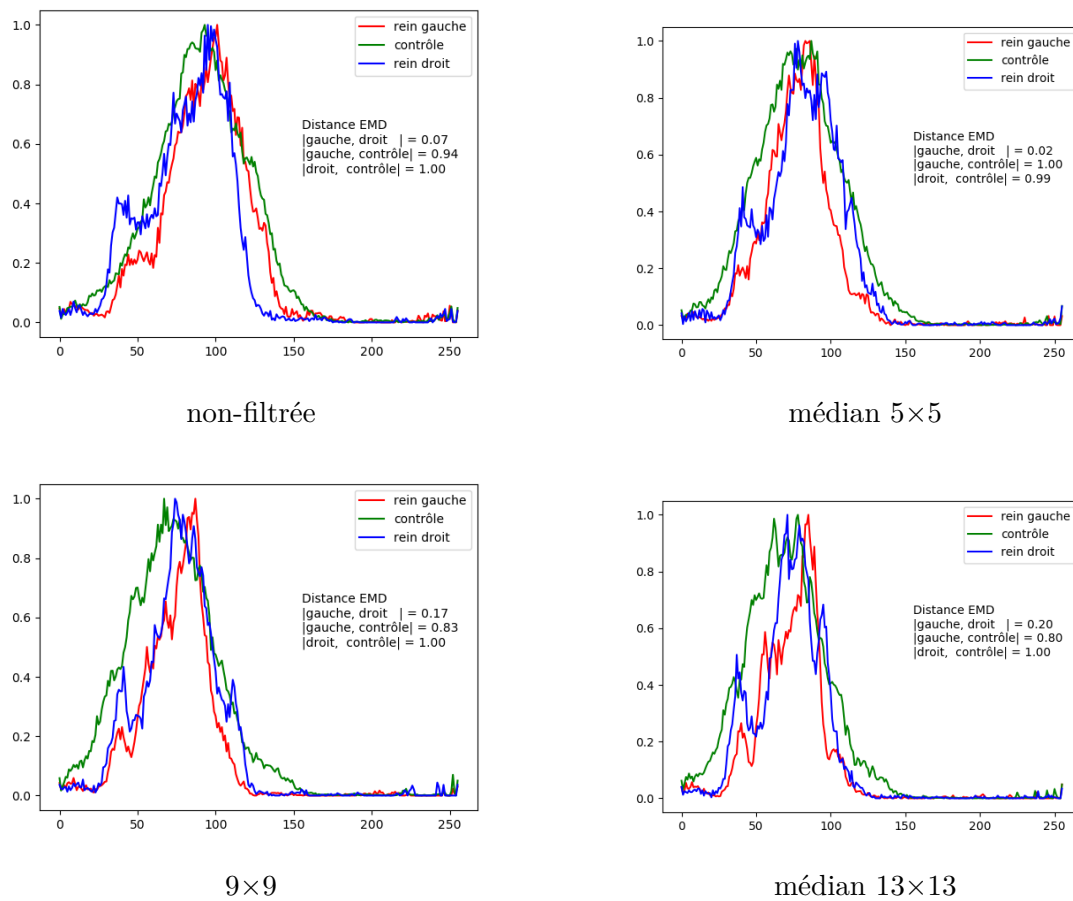 1.0
0.8
0.6
0.4
0.2
0.0
0 50 100 150 200 250
rein gauche
contrôle
rein droit
Distance EMD
|gauche, droit | = 0.07
|gauche, contrôle| = 0.94
|droit, contrôle| = 1.00
non-filtrée
1.0
0.8
0.6
0.4
0.2
0.0
0 50 100 150 200 250
rein gauche
contrôle
rein droit
Distance EMD
|gauche, droit | = 0.02
|gauche, contrôle| = 1.00
|droit, contrôle| = 0.99
médian 5×5
1.0
0.8
0.6
0.4
0.2
0.0
0 50 100 150 200 250
rein gauche
contrôle
rein droit
Distance EMD
|gauche, droit | = 0.17
|gauche, contrôle| = 0.83
|droit, contrôle| = 1.00
9×9
1.0
0.8
0.6
0.4
0.2
0.0
0 50 100 150 200 250
rein gauche
contrôle
rein droit
Distance EMD
|gauche, droit | = 0.20
|gauche, contrôle| = 0.80
|droit, contrôle| = 1.00
médian 13×13